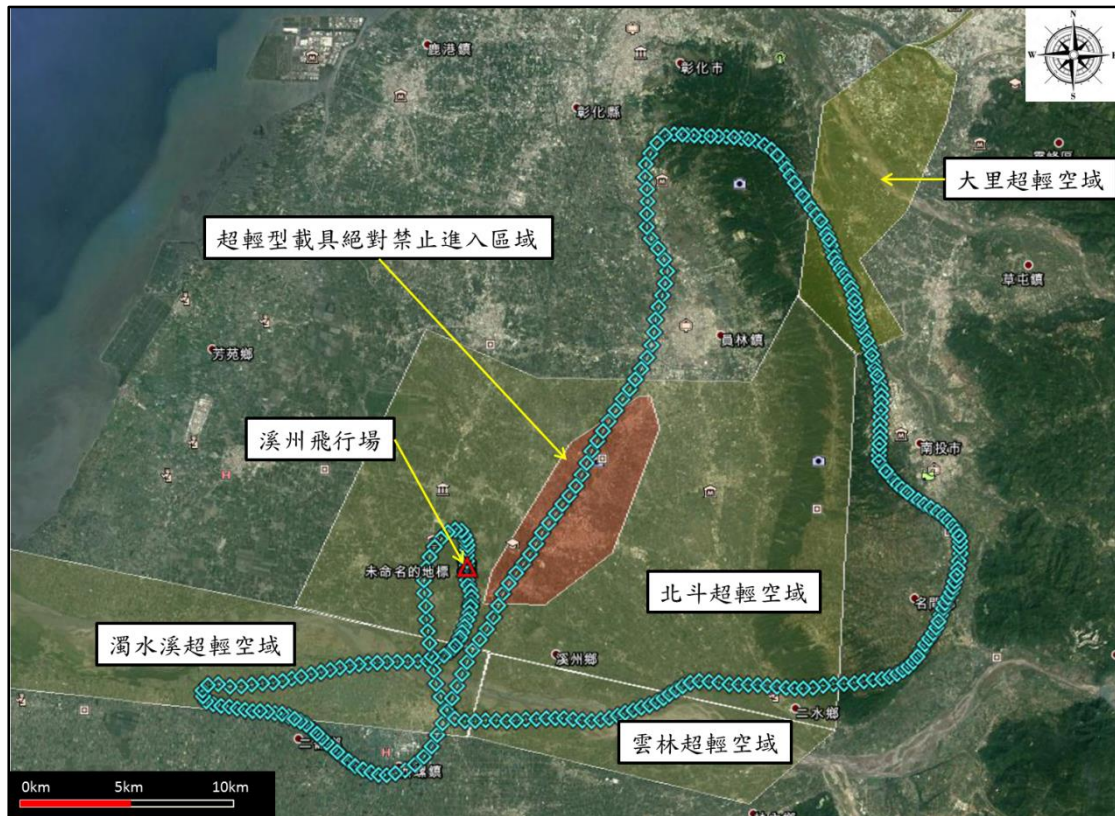 N
W
S
鹿港鎮
彰化市
彰化縣
大里超輕空域
超輕型載具絕對禁止進入區域
草屯鎮
員林鎮
芳苑鄉
溪州飛行場
南投市
未命名的地標
北斗超輕空域
濁水溪超輕空域
溪州鄉
二水鄉
雲林超輕空域
0km
5km
10km